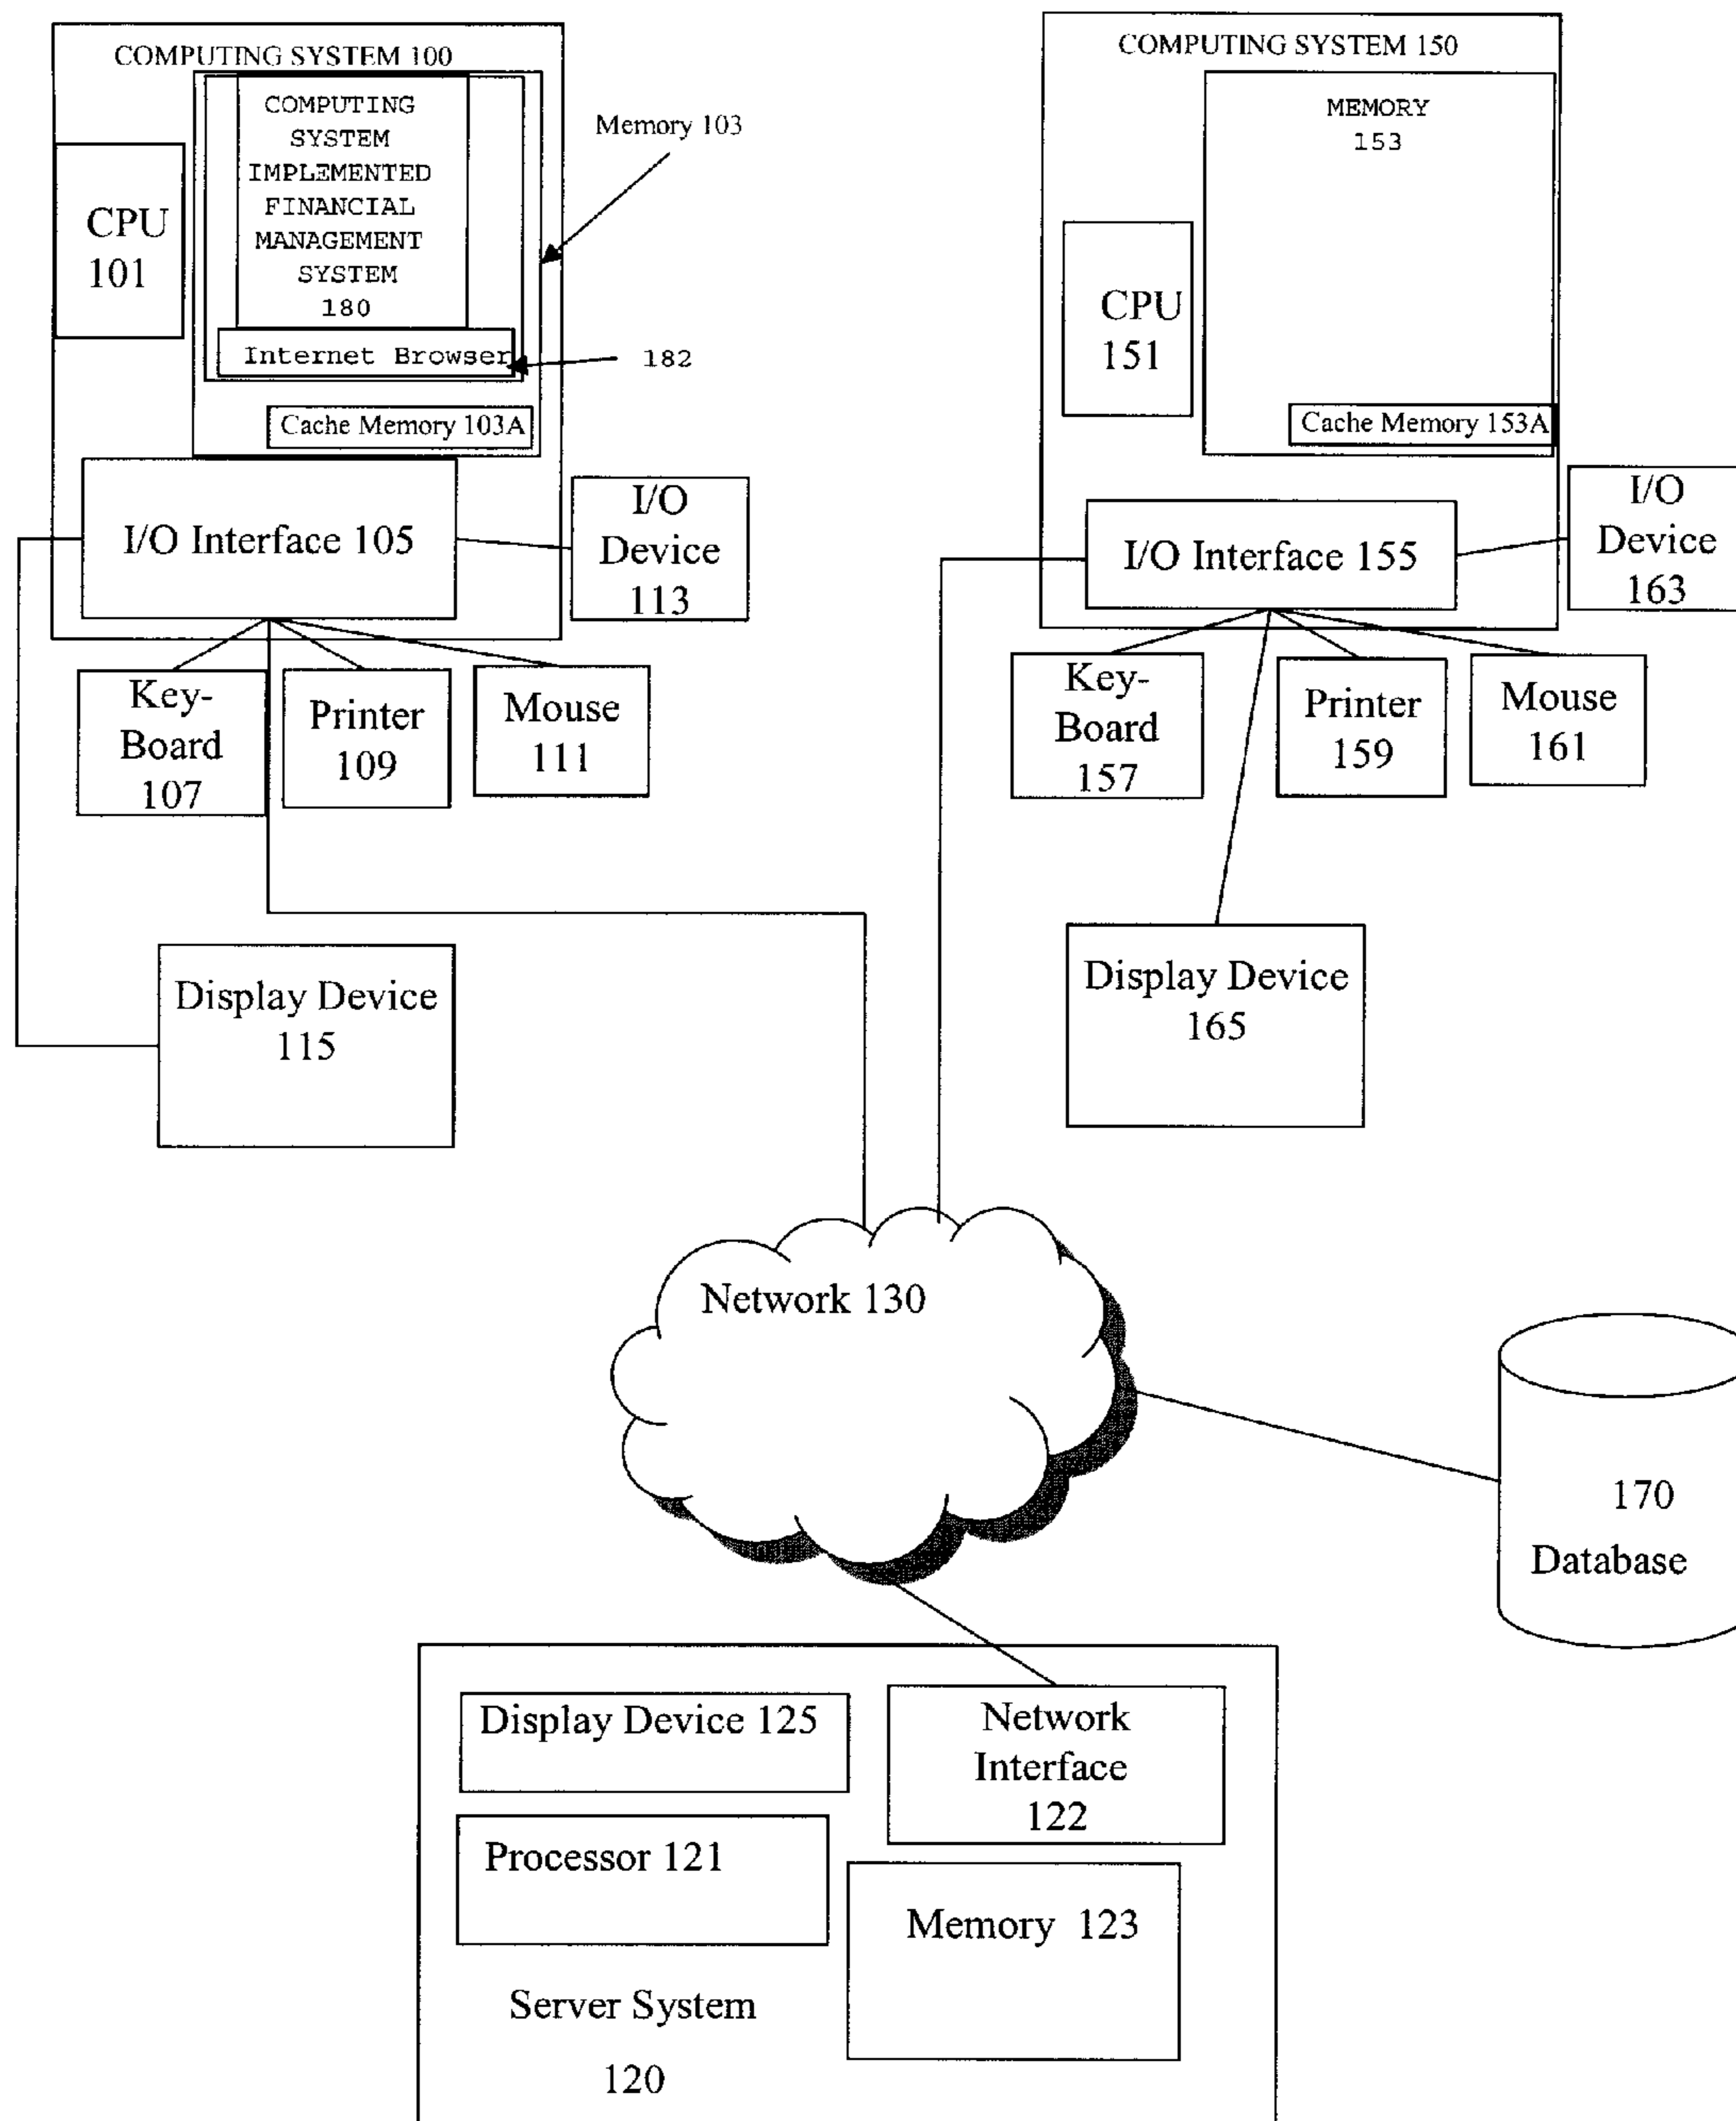 COMPUTING SYSTEM 100
COMPUTING
SYSTEM
IMPLEMENTED
FINANCIAL
MANAGEMENT
SYSTEM
180
Internet Browser
182
Memory 103
CPU
101
Cache Memory 103A
I/O Interface 105
I/O
Device
113
Key-
Board
107
Printer
109
Mouse
111
Display Device
115
COMPUTING SYSTEM 150
MEMORY
153
CPU
151
Cache Memory 153A
I/O Interface 155
I/O
Device
163
Key-
Board
157
Printer
159
Mouse
161
Display Device
165
Network 130
170
Database
Display Device 125
Network
Interface
122
Processor 121
Memory 123
Server System
120